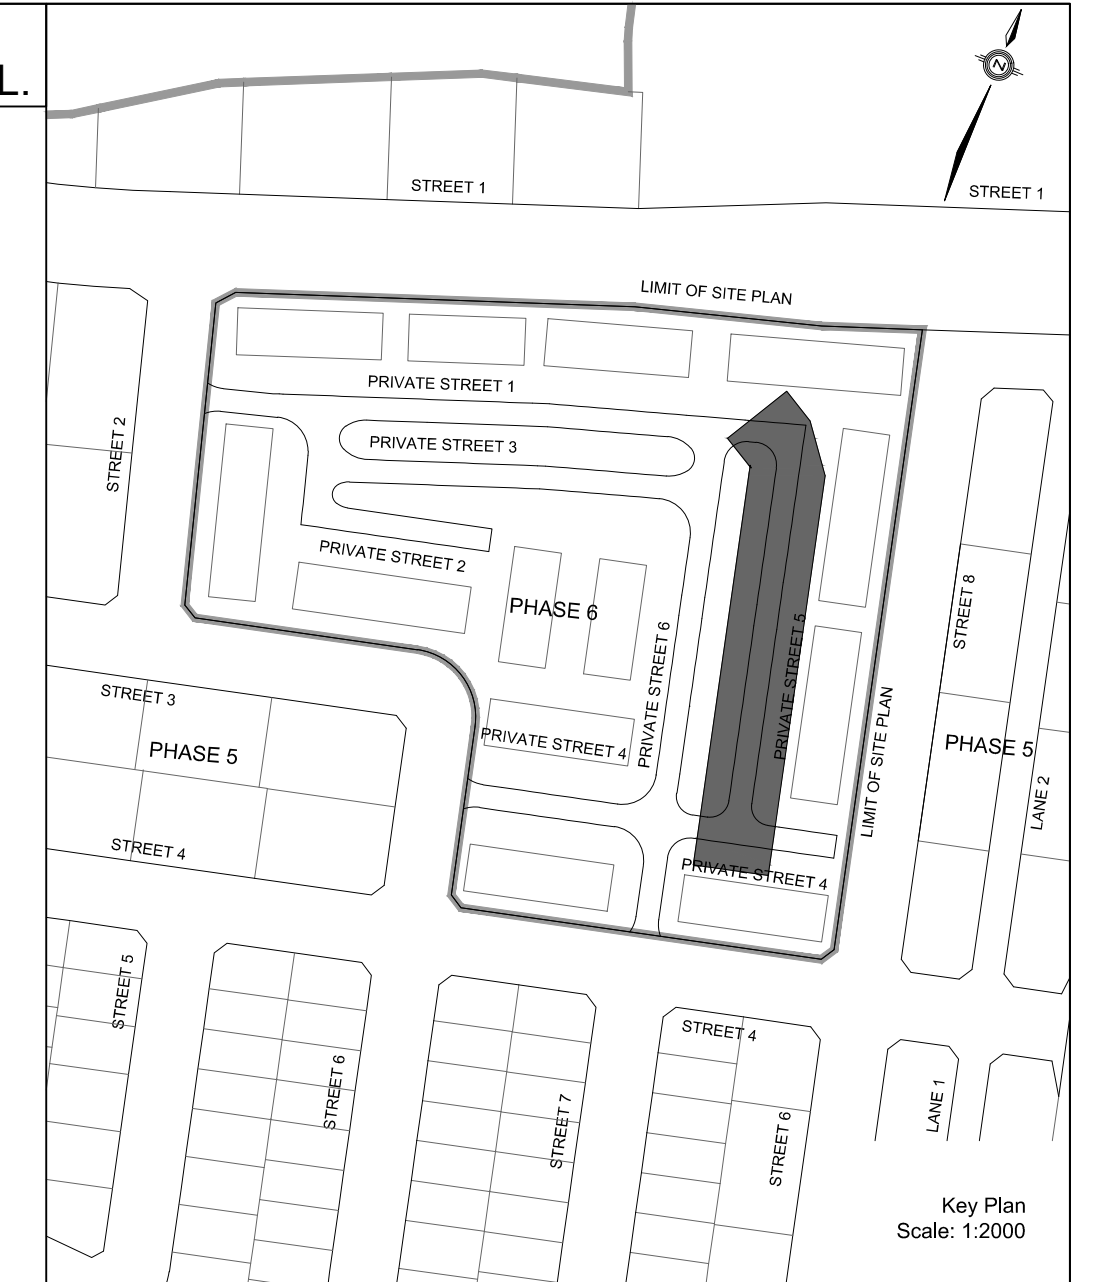 L.
N
STREET 1
STREET 1
LIMIT OF SITE PLAN
PRIVATE STREET 1
STREET 2
PRIVATE STREET 3
PRIVATE STREET 2
PHASE 6
STREET 8
PRIVATE STREET 6
PRIVATE STREET 5
STREET 3
PHASE 5
PRIVATE STREET 4
LIMIT OF SITE PLAN
PHASE 5
LANE 2
STREET 4
PRIVATE STREET 4
STREET 5
STREET 4
STREET 6
STREET 7
STREET 6
LANE 1
Key Plan
Scale: 1:2000